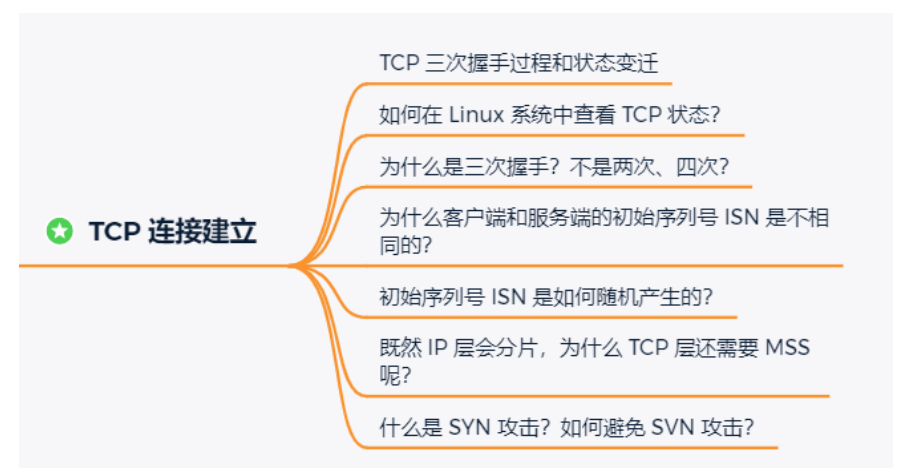 TCP 三次握手过程和状态变迁
如何在 Linux 系统中查看 TCP 状态？
为什么是三次握手？不是两次、四次？
TCP 连接建立
为什么客户端和服务端的初始序列号 ISN 是不相
同的？
初始序列号 ISN 是如何随机产生的？
既然 IP 层会分片，为什么 TCP 层还需要 MSS
呢？
什么是 SYN 攻击？如何避免 SVN 攻击？